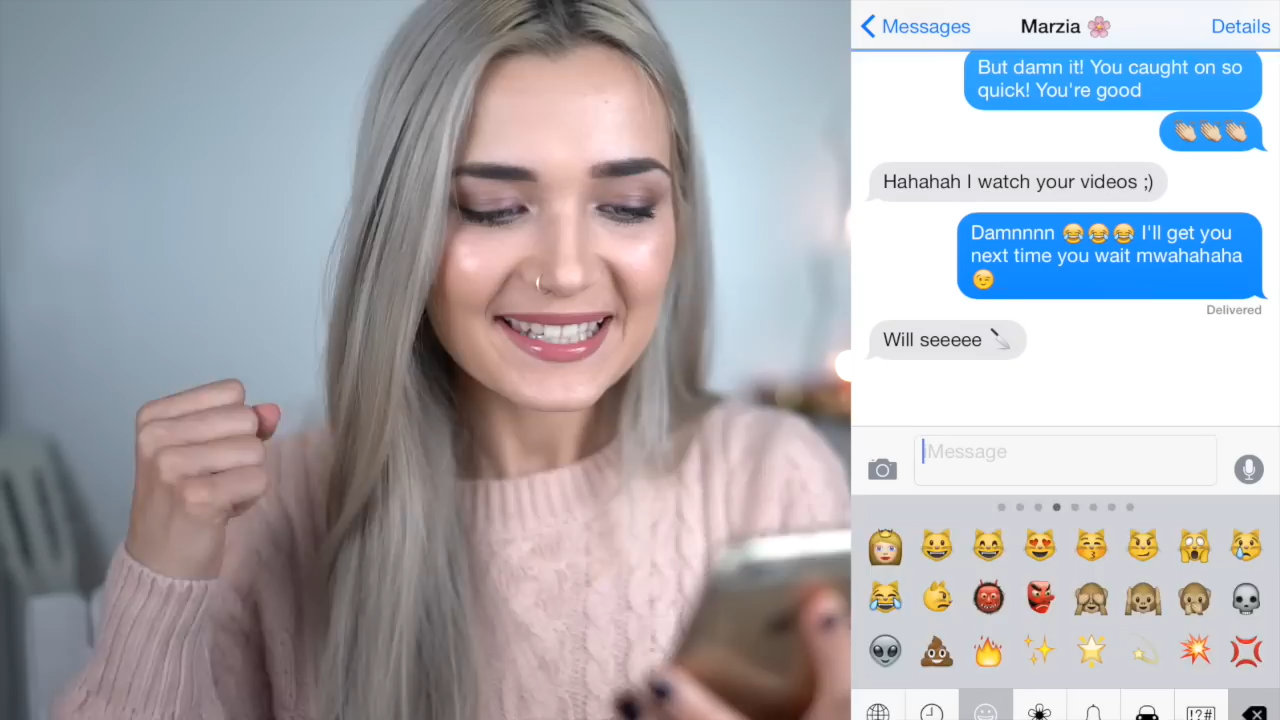 Messages
Marzia 🌸
Details
But damn it! You caught on so
quick! You're good
👏👏👏
Hahahah I watch your videos ;)
Damnnnn 😂😂😂 I'll get you
next time you wait mwahahaha
😉
Delivered
Will seeeee 🔪
Message
!?#